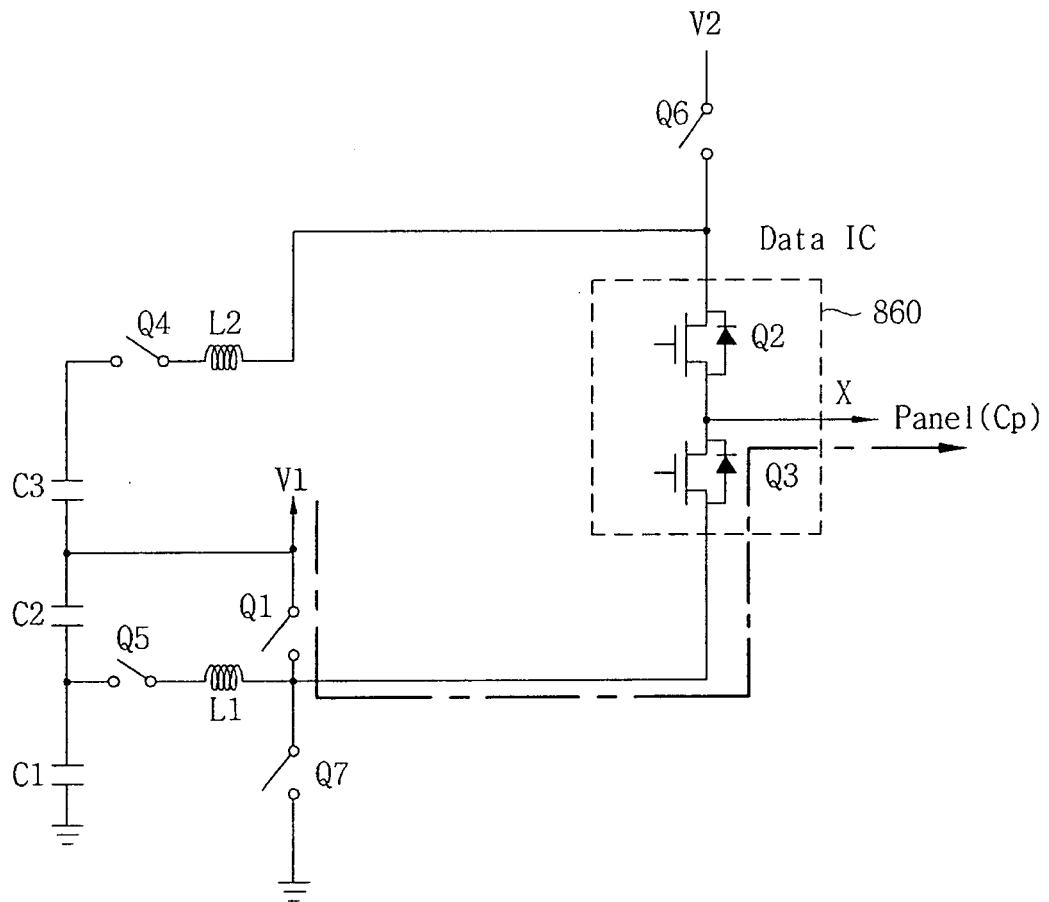 V2
Q6
Data IC
Q4
L2
860
Q2
X
Panel(Cp)
C3
V1
Q3
C2
Q1
Q5
L1
C1
Q7